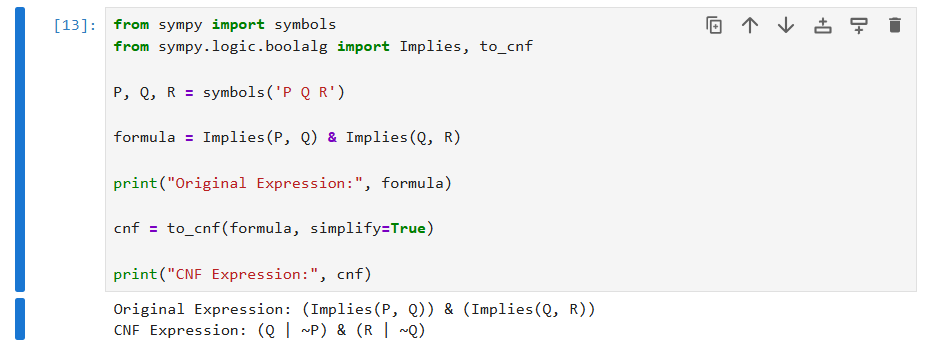 [13]:
from sympy import symbols
from sympy.logic.boolalg import Implies, to_cnf
P, Q, R = symbols('P Q R')
formula = Implies(P, Q) & Implies(Q, R)
print("Original Expression:", formula)
cnf = to_cnf(formula, simplify=True)
print("CNF Expression:", cnf)
Original Expression: (Implies(P, Q)) & (Implies(Q, R))
CNF Expression: (Q | ~P) & (R | ~Q)